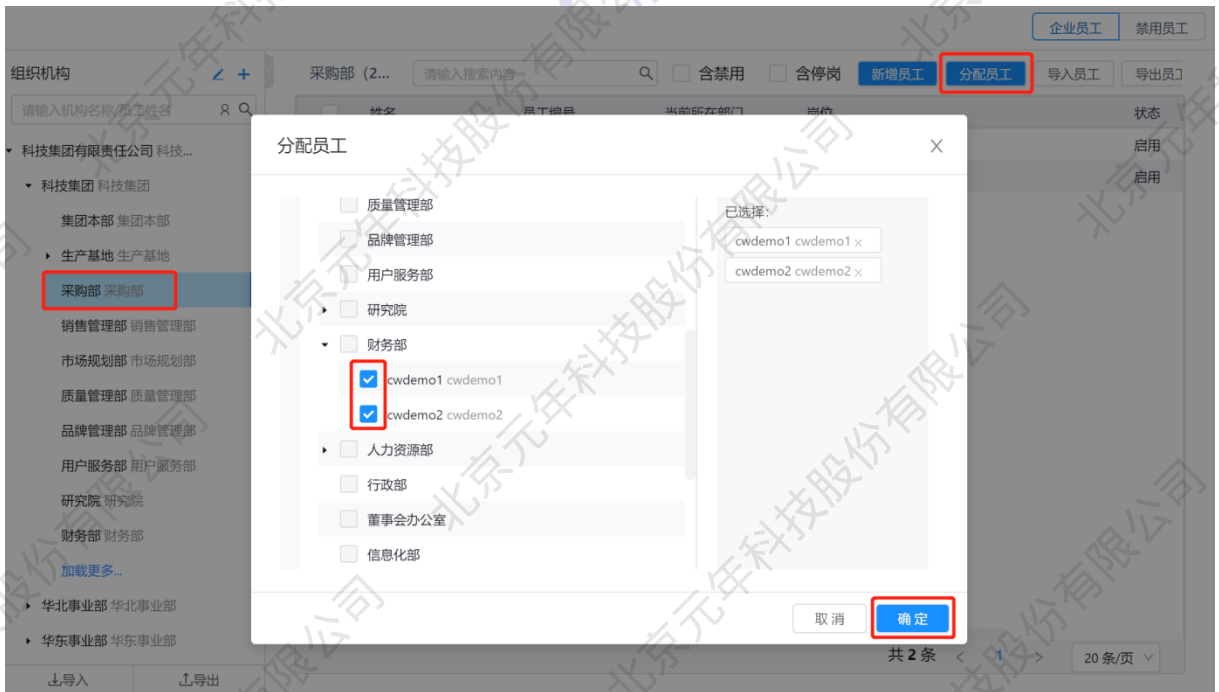 企业员工 禁用员工
组织机构
采购部（2... 请输入搜索内容 含禁用 含停岗 新增员工 分配员工 导入员工 导出员工
请输入机构名称/员工姓名
姓名 员工编号 当前所在部门 岗位 状态
科技集团有限责任公司 科技...
启用
科技集团 科技集团
启用
集团本部 集团本部
生产基地 生产基地
采购部 采购部
销售管理部 销售管理部
市场规划部 市场规划部
质量管理部 质量管理部
品牌管理部 品牌管理部
用户服务部 用户服务部
研究院 研究院
财务部 财务部
加载更多...
华北事业部 华北事业部
华东事业部 华东事业部
导入 导出
分配员工
质量管理部
品牌管理部
用户服务部
研究院
财务部
cwdemo1 cwdemo1
cwdemo2 cwdemo2
人力资源部
行政部
董事会办公室
信息化部
已选择：
cwdemo1 cwdemo1 ×
cwdemo2 cwdemo2 ×
取消 确定
共 2 条 < 1 > 20 条/页
北京元年科技股份有限公司